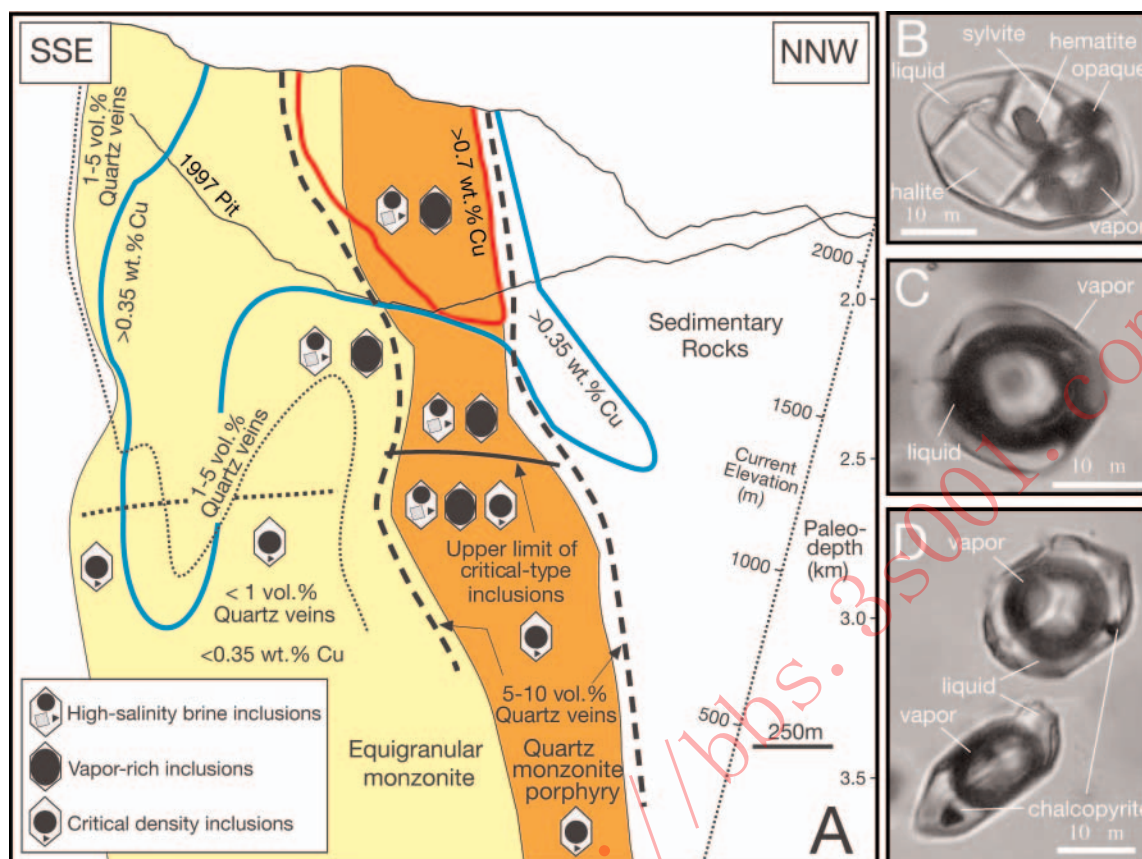 SSE
NNW
1-5 vol.%
Quartz veins
1997 Pit
>0.35 wt.% Cu
>0.7 wt.% Cu
>0.35 wt.% Cu
Sedimentary
Rocks
2000
2.0
1500
Current
Elevation
(m)
2.5
1-5 vol.%
Quartz veins
Upper limit of
critical-type
inclusions
1000
Paleo-
depth
(km)
< 1 vol.%
Quartz veins
<0.35 wt.% Cu
3.0
5-10 vol.%
Quartz veins
500
250m
3.5
Equigranular
monzonite
Quartz
monzonite
porphyry
High-salinity brine inclusions
Vapor-rich inclusions
Critical density inclusions
A
B
sylvite
hematite
liquid
opaque
halite
10 m
vapor
C
vapor
liquid
10 m
D
vapor
liquid
vapor
chalcopyrite
10 m
://bbs.3s001.com